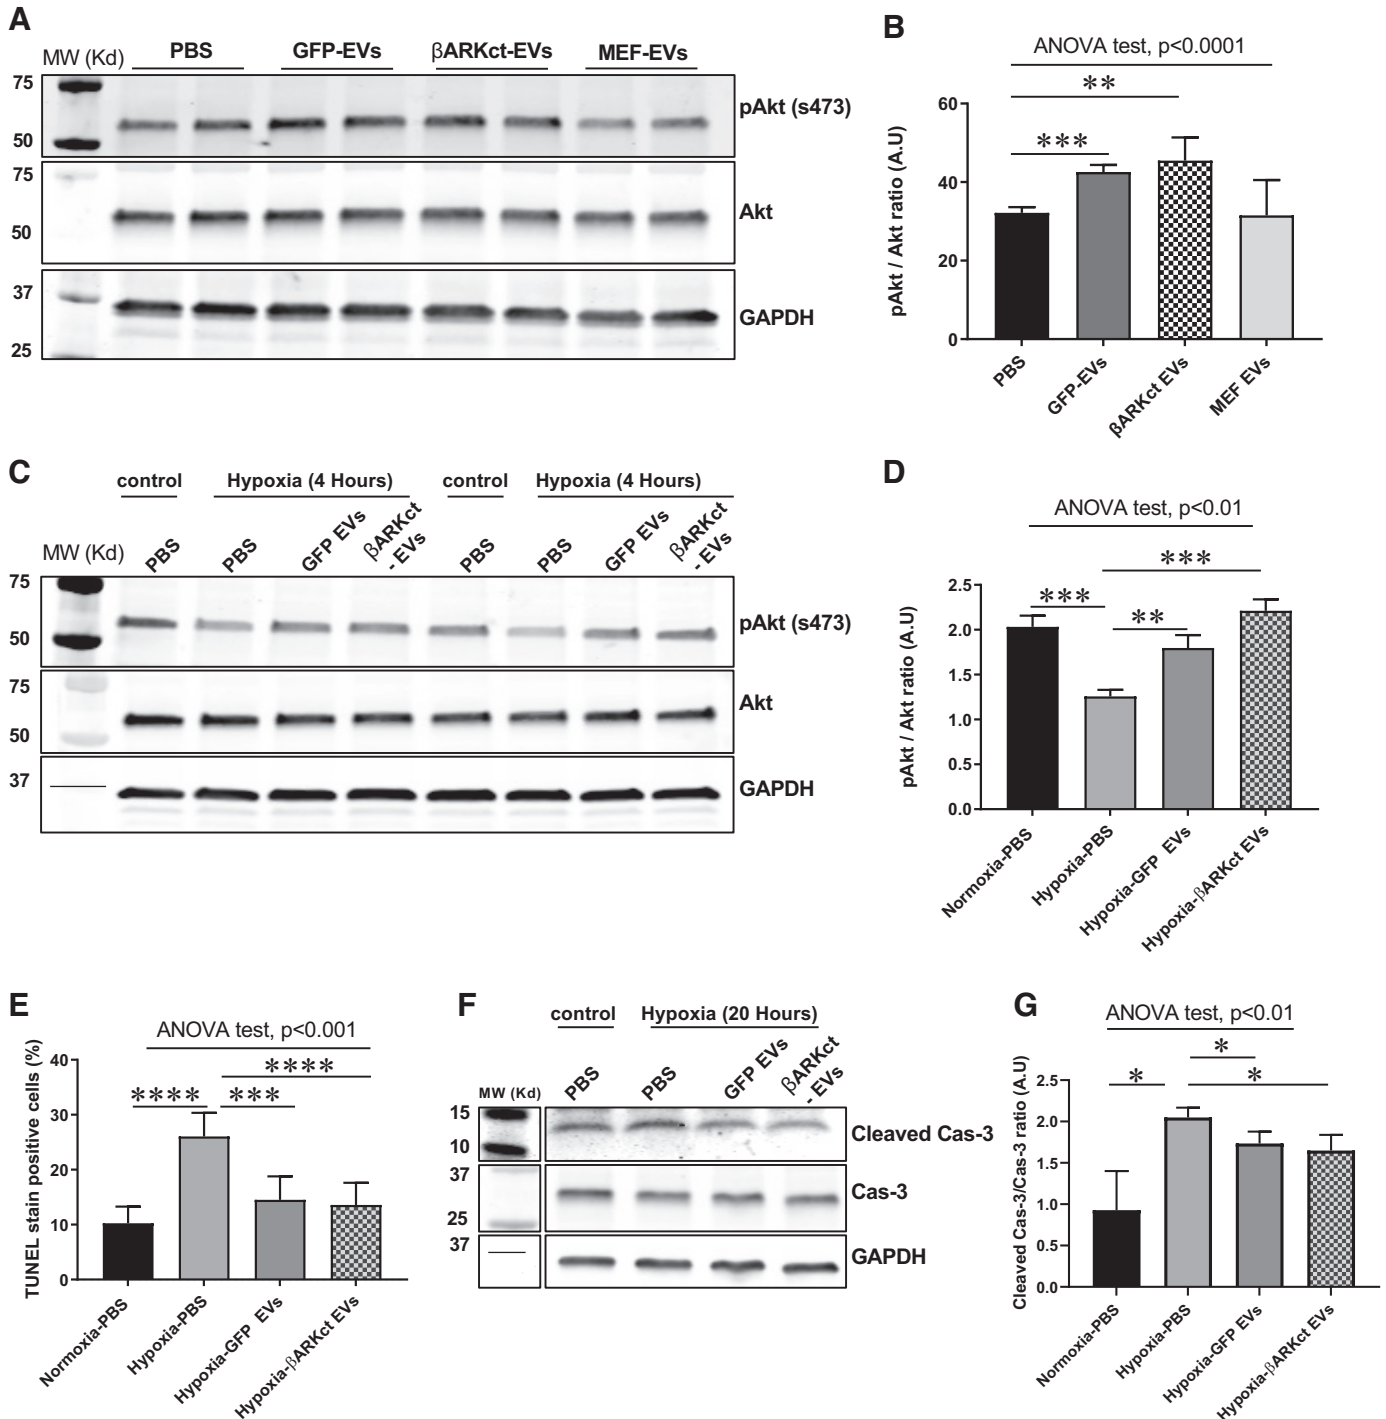 A
MW (Kd)
PBS
GFP-EVs
βARKct-EVs
MEF-EVs
75
50
pAkt (s473)
75
50
Akt
37
25
GAPDH
B
ANOVA test, p<0.0001
**
***
pAkt / Akt ratio (A.U)
60
40
20
0
PBS
GFP-EVs
βARKct EVs
MEF EVs
C
control
Hypoxia (4 Hours)
control
Hypoxia (4 Hours)
MW (Kd)
PBS
PBS
GFP EVs
βARKct
- EVs
PBS
PBS
GFP EVs
βARKct
- EVs
75
50
pAkt (s473)
75
50
Akt
37
GAPDH
D
ANOVA test, p<0.01
***
***
**
pAkt / Akt ratio (A.U)
2.5
2.0
1.5
1.0
0.5
0.0
Normoxia-PBS
Hypoxia-PBS
Hypoxia-GFP EVs
Hypoxia-βARKct EVs
E
ANOVA test, p<0.001
****
****
***
TUNEL stain positive cells (%)
40
30
20
10
0
Normoxia-PBS
Hypoxia-PBS
Hypoxia-GFP EVs
Hypoxia-βARKct EVs
F
control
Hypoxia (20 Hours)
MW (Kd)
PBS
PBS
GFP EVs
βARKct
- EVs
15
10
Cleaved Cas-3
37
25
Cas-3
37
GAPDH
G
ANOVA test, p<0.01
*
*
*
Cleaved Cas-3/Cas-3 ratio (A.U)
2.5
2.0
1.5
1.0
0.5
0.0
Normoxia-PBS
Hypoxia-PBS
Hypoxia-GFP EVs
Hypoxia-βARKct EVs